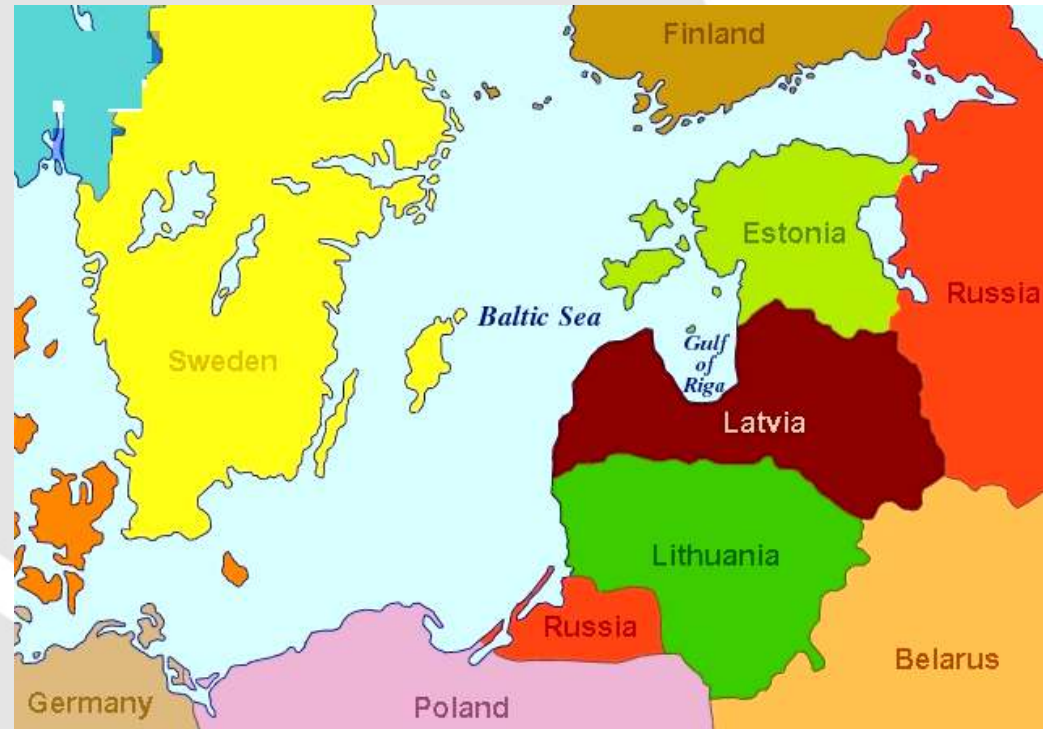 Finland
Estonia
Russia
Baltic Sea
Gulf
of
Riga
Sweden
Latvia
Lithuania
Russia
Belarus
Germany
Poland